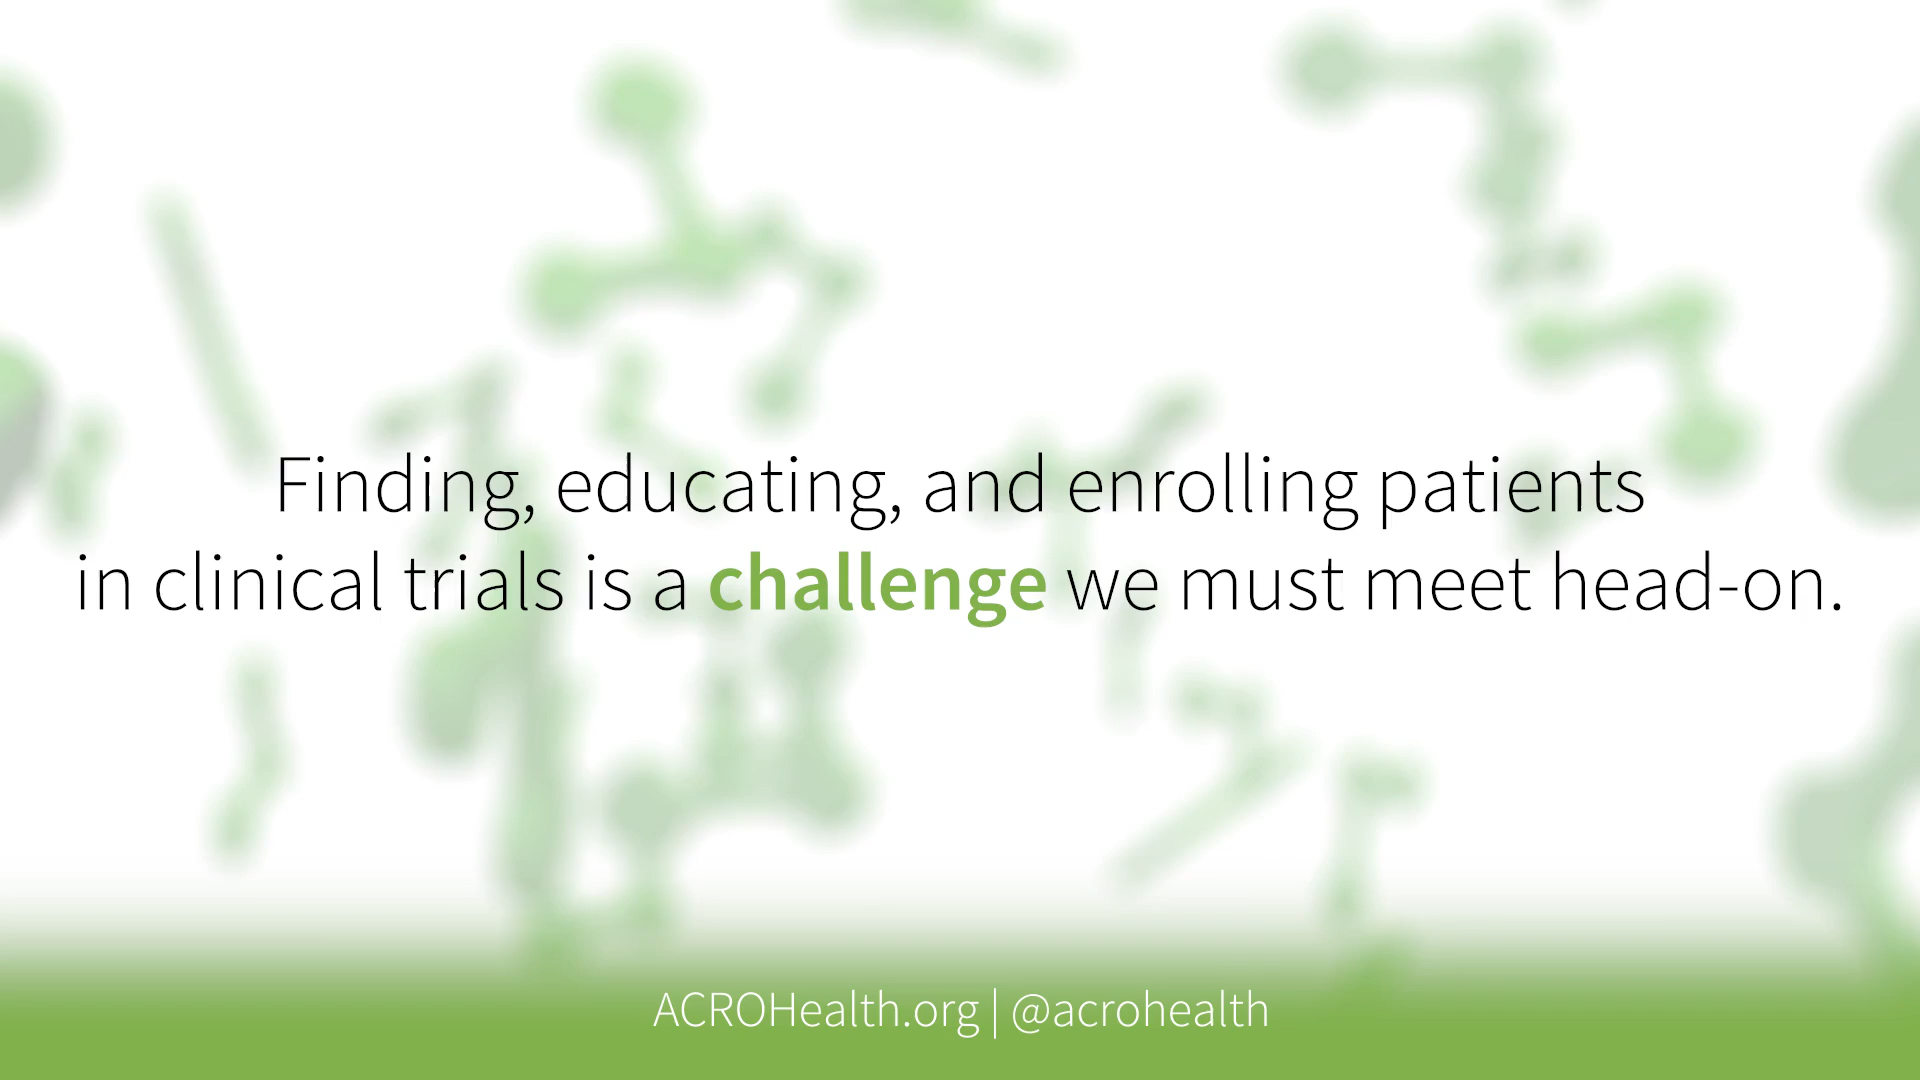 Finding, educating, and enrolling patients
in clinical trials is a challenge we must meet head-on.
ACROHealth.org | @acrohealth